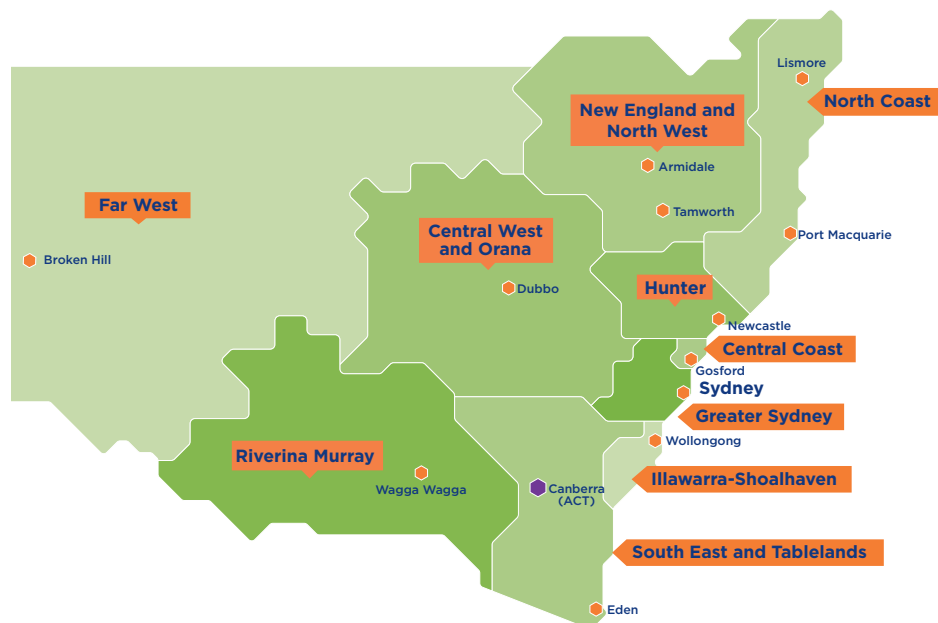 Lismore
North Coast
New England and
North West
Armidale
Far West
Tamworth
Central West
and Orana
Port Macquarie
Broken Hill
Dubbo
Hunter
Newcastle
Central Coast
Gosford
Sydney
Greater Sydney
Wollongong
Riverina Murray
Illawarra-Shoalhaven
Wagga Wagga
Canberra
(ACT)
South East and Tablelands
Eden